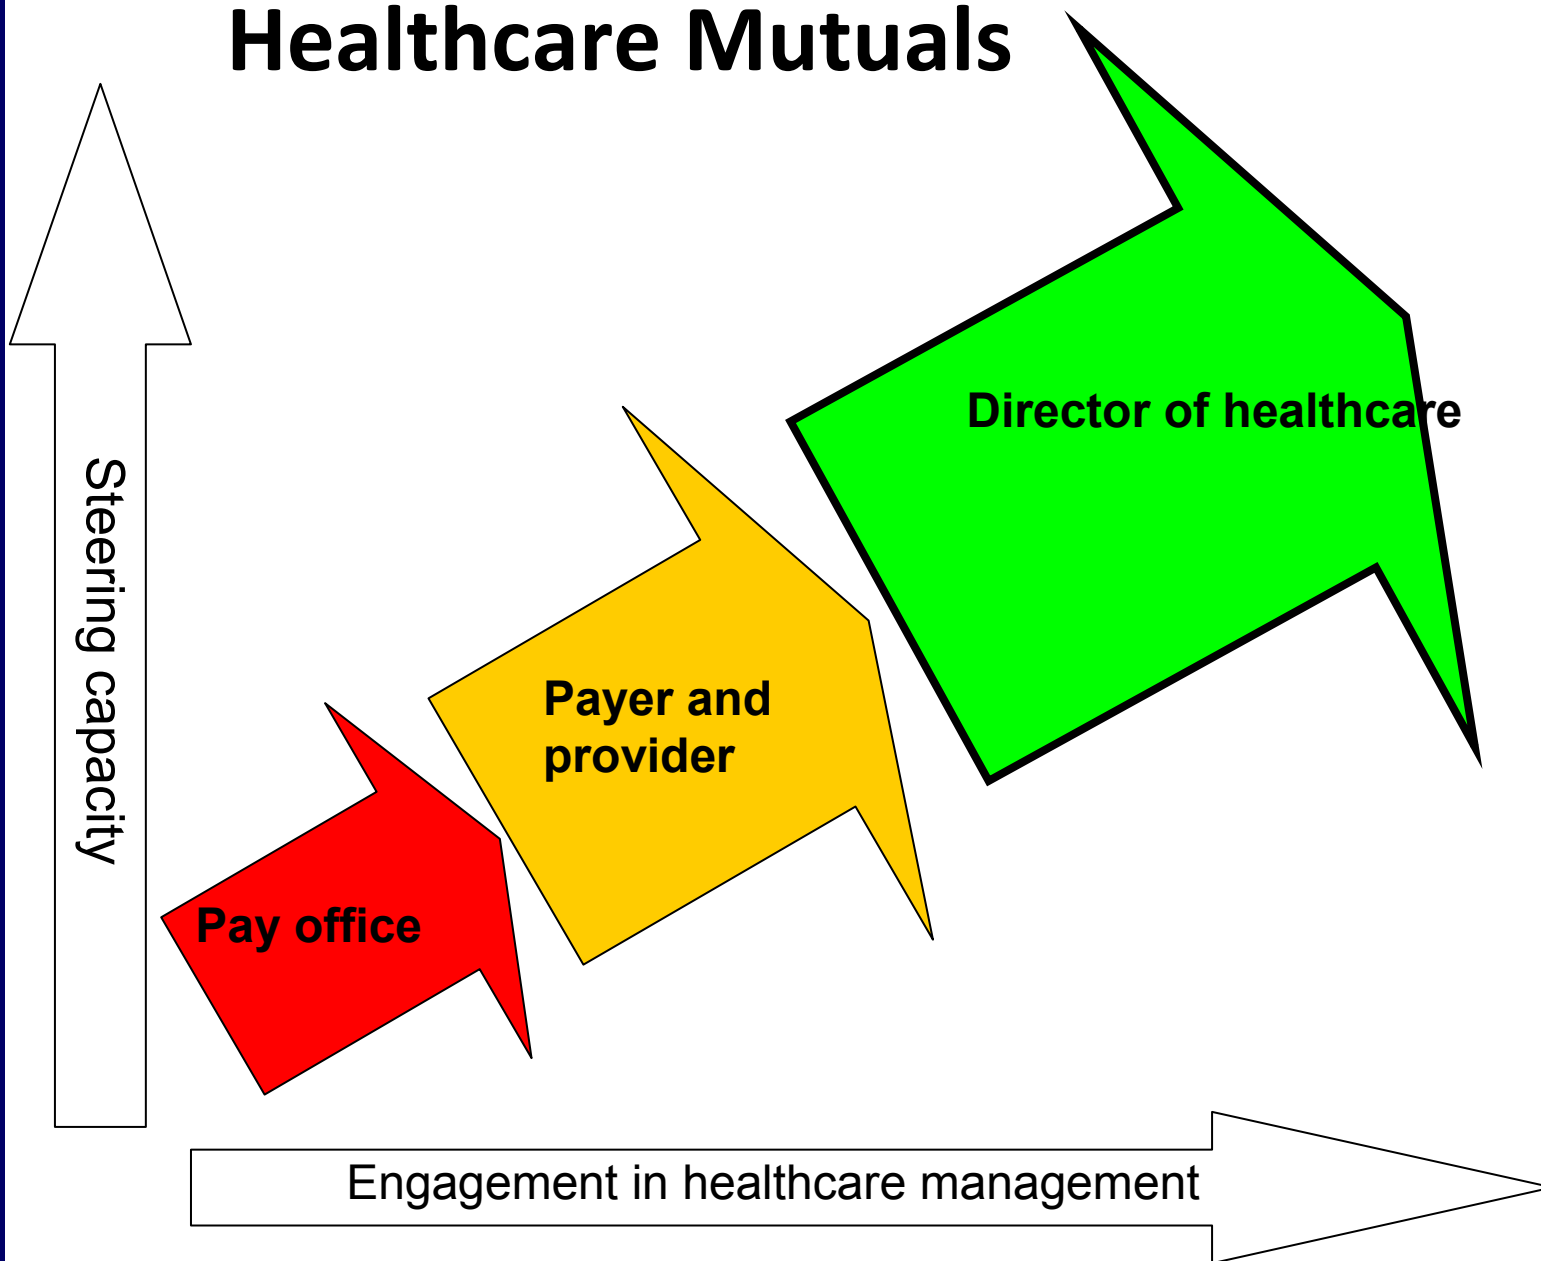 Healthcare Mutuals
Director of healthcare
Steering capacity
Payer and
provider
Pay office
Engagement in healthcare management